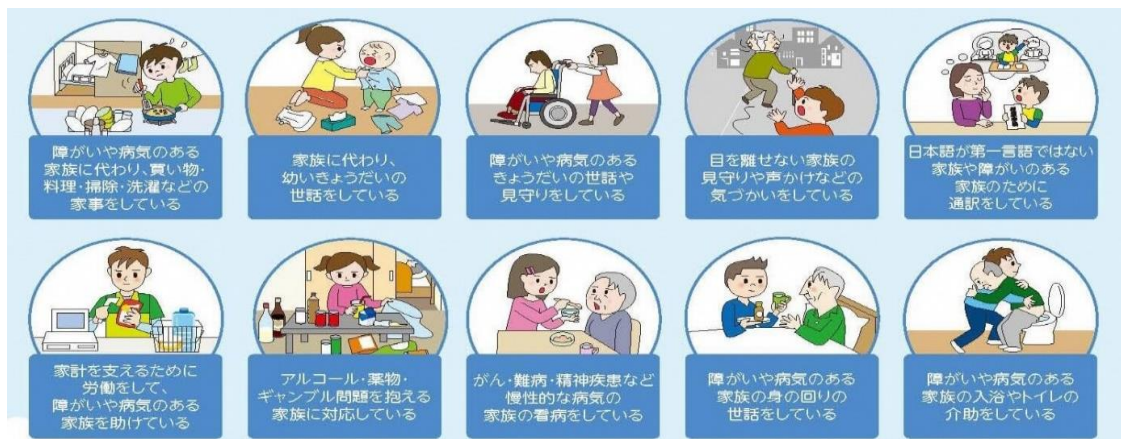 障がいや病気のある
家族に代わり、買い物・
料理・掃除・洗濯などの
家事をしている
家族に代わり、
幼いきょうだいの
世話をしている
障がいや病気のある
きょうだいの世話や
見守りをしている
目を離せない家族の
見守りや声かけなどの
気づかいをしている
日本語が第一言語ではない
家族や障がいのある
家族のために
通訳をしている
家計を支えるために
労働をして、
障がいや病気のある
家族を助けている
アルコール・薬物・
ギャンブル問題を抱える
家族に対応している
がん・難病・精神疾患など
慢性的な病気の
家族の看病をしている
障がいや病気のある
家族の身の回りの
世話をしている
障がいや病気のある
家族の入浴やトイレの
介助をしている